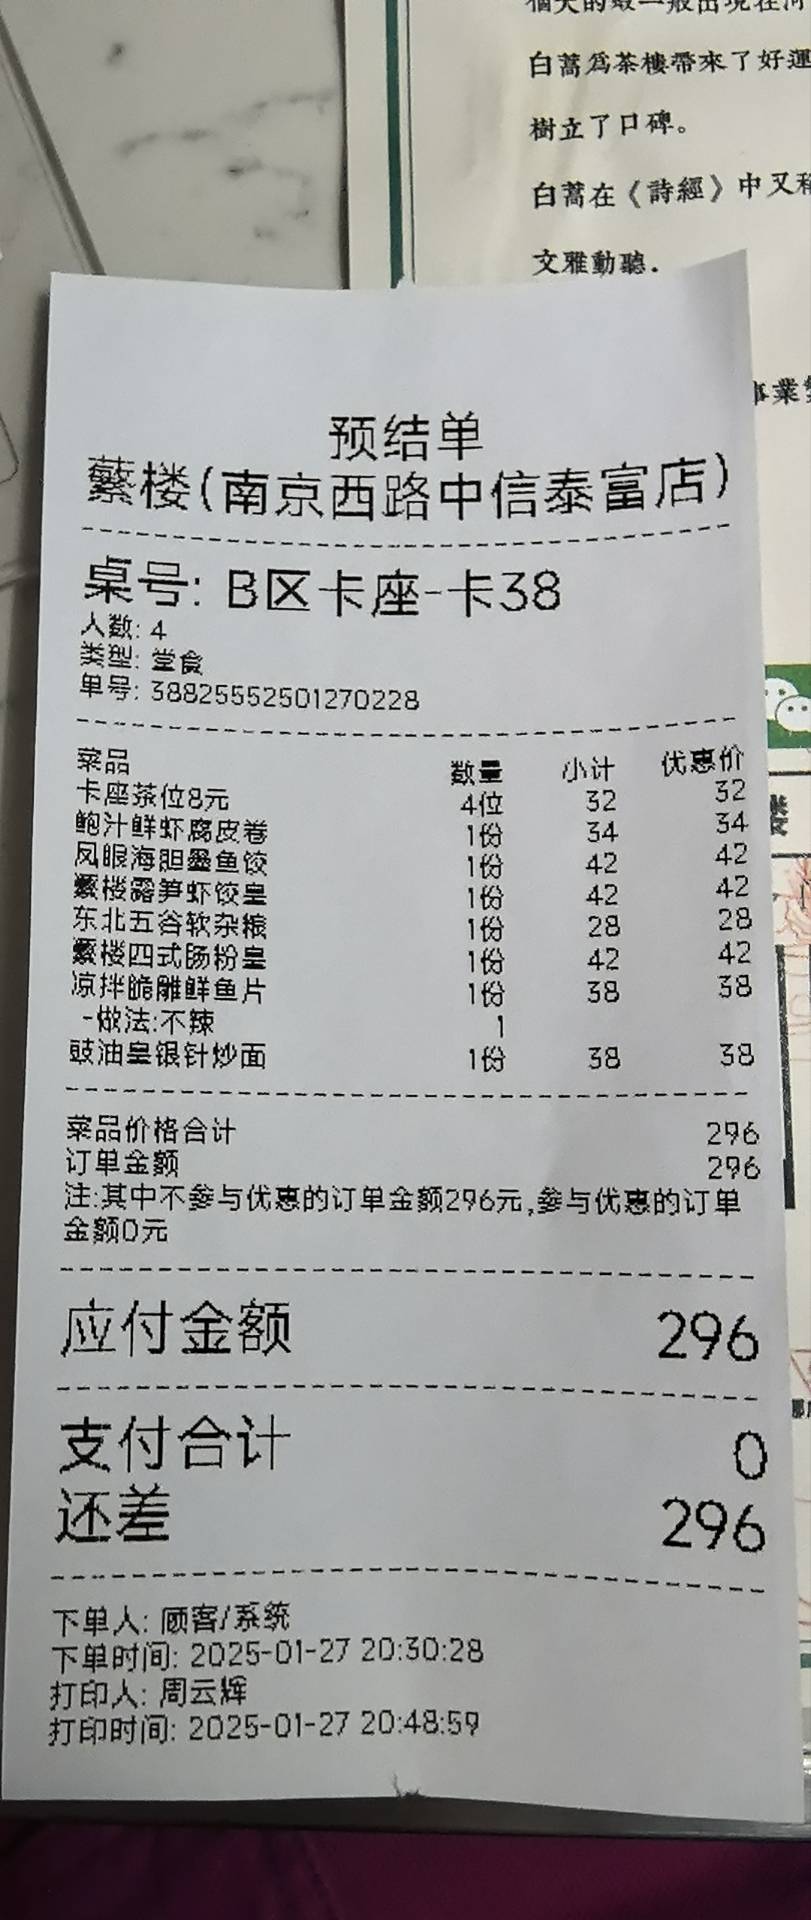 白蒿爲茶樓帶來了好運
樹立了口碑。
白蒿在《詩經》中又稱
文雅動聽.
事業
预结单
蘩楼(南京西路中信泰富店)
桌号: B区卡座-卡38
人数: 4
类型: 堂食
单号: 388255552501270228
菜品 数量 小计 优惠价
卡座茶位8元 4位 32 32
鲍汁鲜虾腐皮卷 1份 34 34
凤眼海胆墨鱼饺 1份 42 42
蘩楼露笋虾饺皇 1份 42 42
东北五谷软杂粮 1份 28 28
蘩楼四式肠粉皇 1份 42 42
凉拌脆雕鲜鱼片 1份 38 38
-做法:不辣 1
豉油皇银针炒面 1份 38 38
菜品价格合计 296
订单金额 296
注:其中不参与优惠的订单金额296元,参与优惠的订单
金额0元
应付金额 296
支付合计 0
还差 296
下单人: 顾客/系统
下单时间: 2025-01-27 20:30:28
打印人: 周云辉
打印时间: 2025-01-27 20:48:59